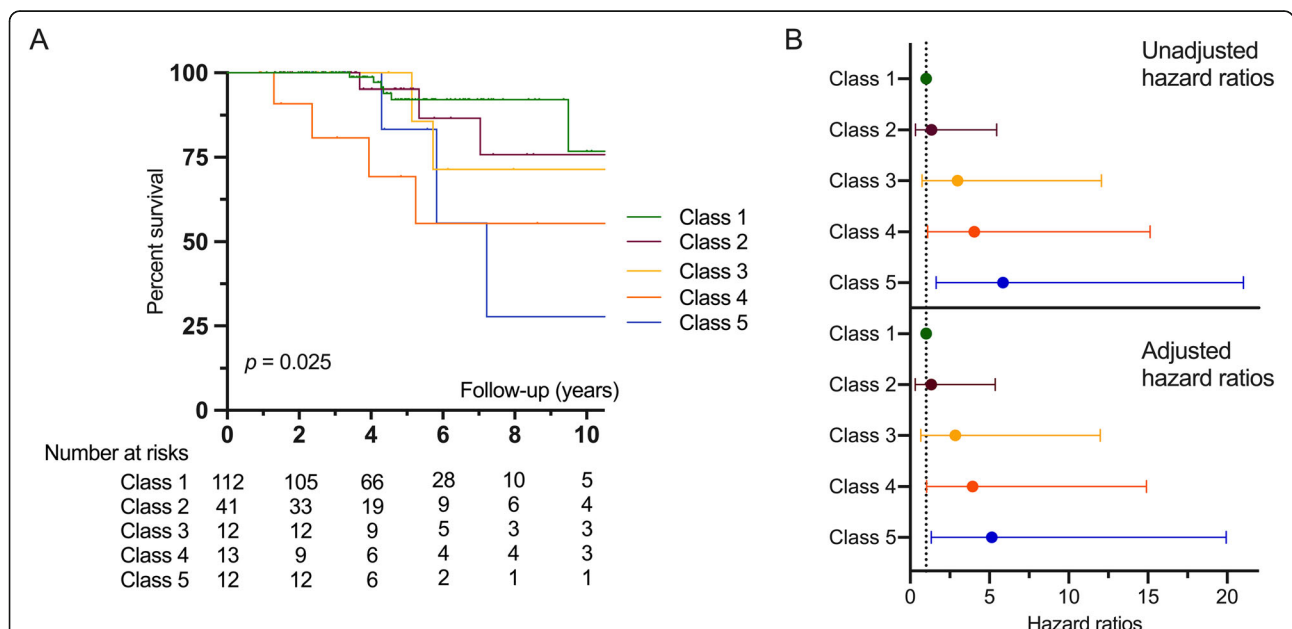 A
100
75
50
25
0
Percent survival
p = 0.025
Follow-up (years)
0 2 4 6 8 10
Class 1
Class 2
Class 3
Class 4
Class 5
Number at risks
Class 1 112 105 66 28 10 5
Class 2 41 33 19 9 6 4
Class 3 12 12 9 5 3 3
Class 4 13 9 6 4 4 3
Class 5 12 12 6 2 1 1
B
Unadjusted
hazard ratios
Class 1
Class 2
Class 3
Class 4
Class 5
Adjusted
hazard ratios
Class 1
Class 2
Class 3
Class 4
Class 5
0 5 10 15 20
Hazard ratios